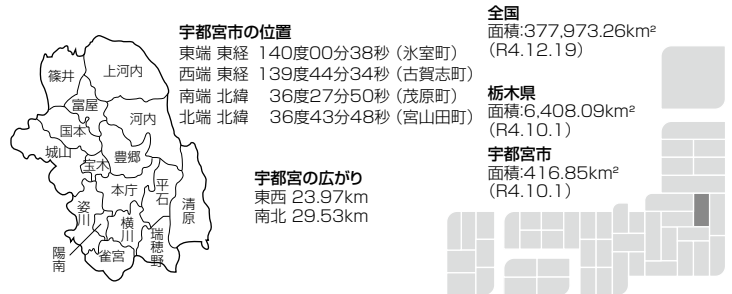 宇都宮市の位置
東端 東経 140度00分38秒（氷室町）
西端 東経 139度44分34秒（古賀志町）
南端 北緯 36度27分50秒（茂原町）
北端 北緯 36度43分48秒（宮山田町）
宇都宮の広がり
東西 23.97km
南北 29.53km
全国
面積:377,973.26km²
（R4.12.19）
栃木県
面積:6,408.09km²
（R4.10.1）
宇都宮市
面積:416.85km²
（R4.10.1）
篠井
上河内
富屋
国本
河内
城山
宝木
豊郷
本庁
平石
清原
姿川
横川
瑞穂野
陽南
雀宮